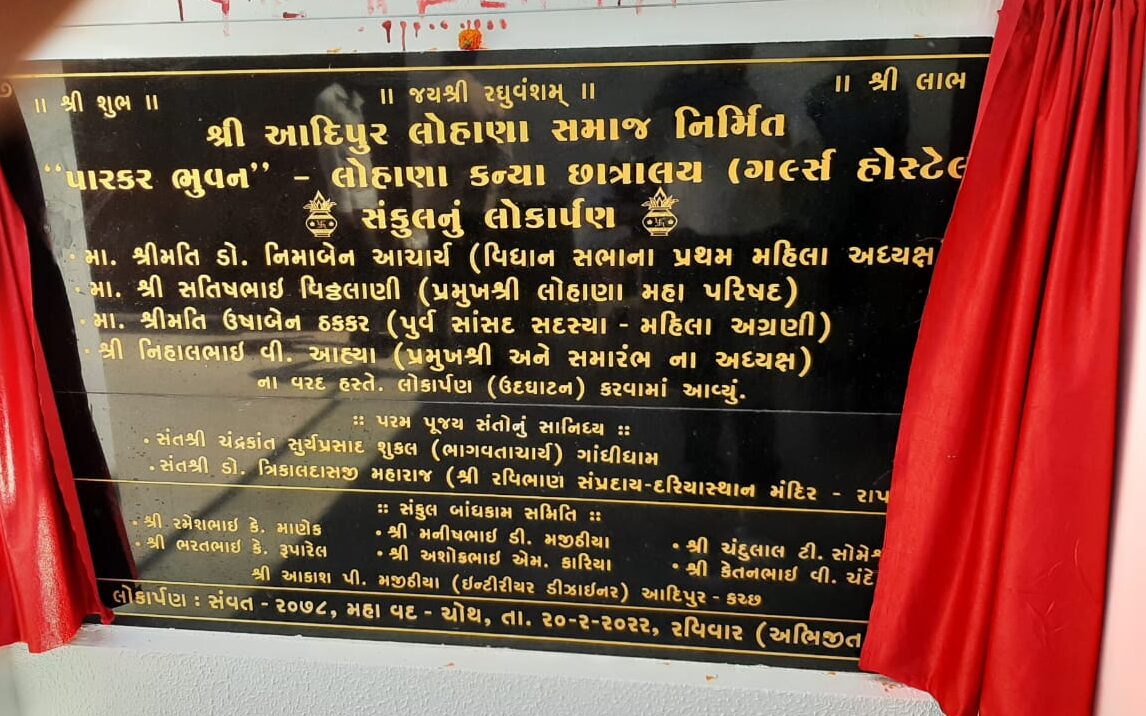 ॥ શ્રી શુભ ॥ ॥ જયશ્રી રઘુવંશમ્ ॥ ॥ શ્રી લાભ
શ્રી આદિપુર લોહાણા સમાજ નિર્મિત
“પારકર ભુવન” - લોહાણા કન્યા છાત્રાલય (ગર્લ્સ હોસ્ટેલ
સંકુલનું લોકાર્પણ
• મા. શ્રીમતિ ડો. નિમાબેન આચાર્ય (વિધાન સભાના પ્રથમ મહિલા અધ્યક્ષ
• મા. શ્રી સતિષભાઇ વિઠ્ઠલાણી (પ્રમુખશ્રી લોહાણા મહા પરિષદ)
• મા. શ્રીમતિ ઉષાબેન ઠકકર (પુર્વ સાંસદ સદસ્યા - મહિલા અગ્રણી)
• શ્રી નિહાલભાઇ વી. આહ્યા (પ્રમુખશ્રી અને સમારંભ ના અધ્યક્ષ)
ના વરદ હસ્તે. લોકાર્પણ (ઉદઘાટન) કરવામાં આવ્યું.
:: પરમ પૂજય સંતોનું સાનિધ્ય ::
• સંતશ્રી ચંદ્રકાંત સુર્યપ્રસાદ શુકલ (ભાગવતાચાર્ય) ગાંધીધામ
• સંતશ્રી ડો. ત્રિકાલદાસજી મહારાજ (શ્રી રવિભાણ સંપ્રદાય-દરિયાસ્થાન મંદિર - રાપ
:: સંકુલ બાંધકામ સમિતિ ::
• શ્રી રમેશભાઇ કે. માણેક • શ્રી મનીષભાઇ ડી. મજીઠીયા • શ્રી ચંદુલાલ ટી. સોમેશ્
• શ્રી ભરતભાઇ કે. રૂપારેલ • શ્રી અશોકભાઇ એમ. કારિયા • શ્રી કેતનભાઇ વી. ચંદે
શ્રી આકાશ પી. મજીઠીયા (ઇન્ટીરીયર ડીઝાઇનર) આદિપુર - કચ્છ
લોકાર્પણ : સંવત - ૨૦૭૮, મહા વદ - ચોથ, તા. ૨૦-૨-૨૦૨૨, રવિવાર (અભિજીત